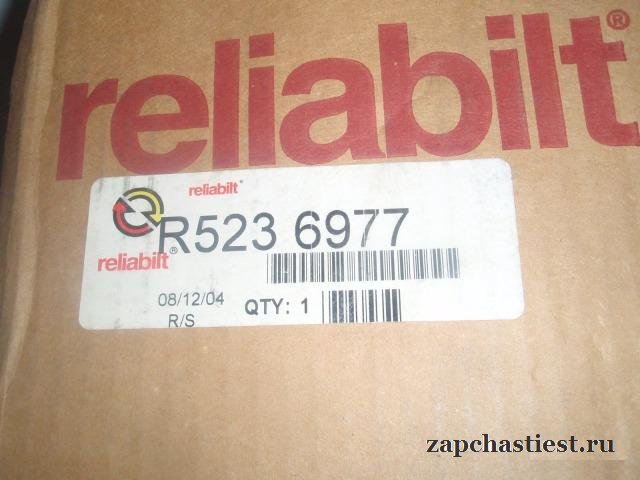 reliabilt®
reliabilt®
R523 6977
reliabilt®
08/12/04
QTY: 1
R/S
zapchastiest.ru